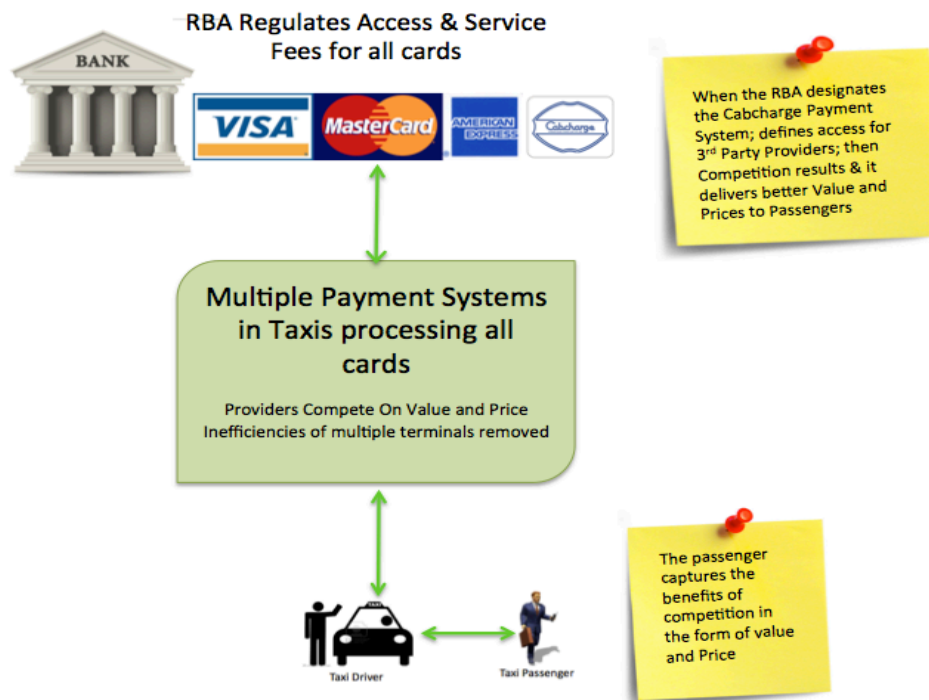 RBA Regulates Access & Service
Fees for all cards
BANK
VISA
MasterCard
AMERICAN
EXPRESS
Cabcharge
When the RBA designates
the Cabcharge Payment
System; defines access for
3rd Party Providers; then
Competition results & it
delivers better Value and
Prices to Passengers
Multiple Payment Systems
in Taxis processing all
cards
Providers Compete On Value and Price
Inefficiencies of multiple terminals removed
The passenger
captures the
benefits of
competition in
the form of value
and Price
TAXI
Taxi Driver
Taxi Passenger